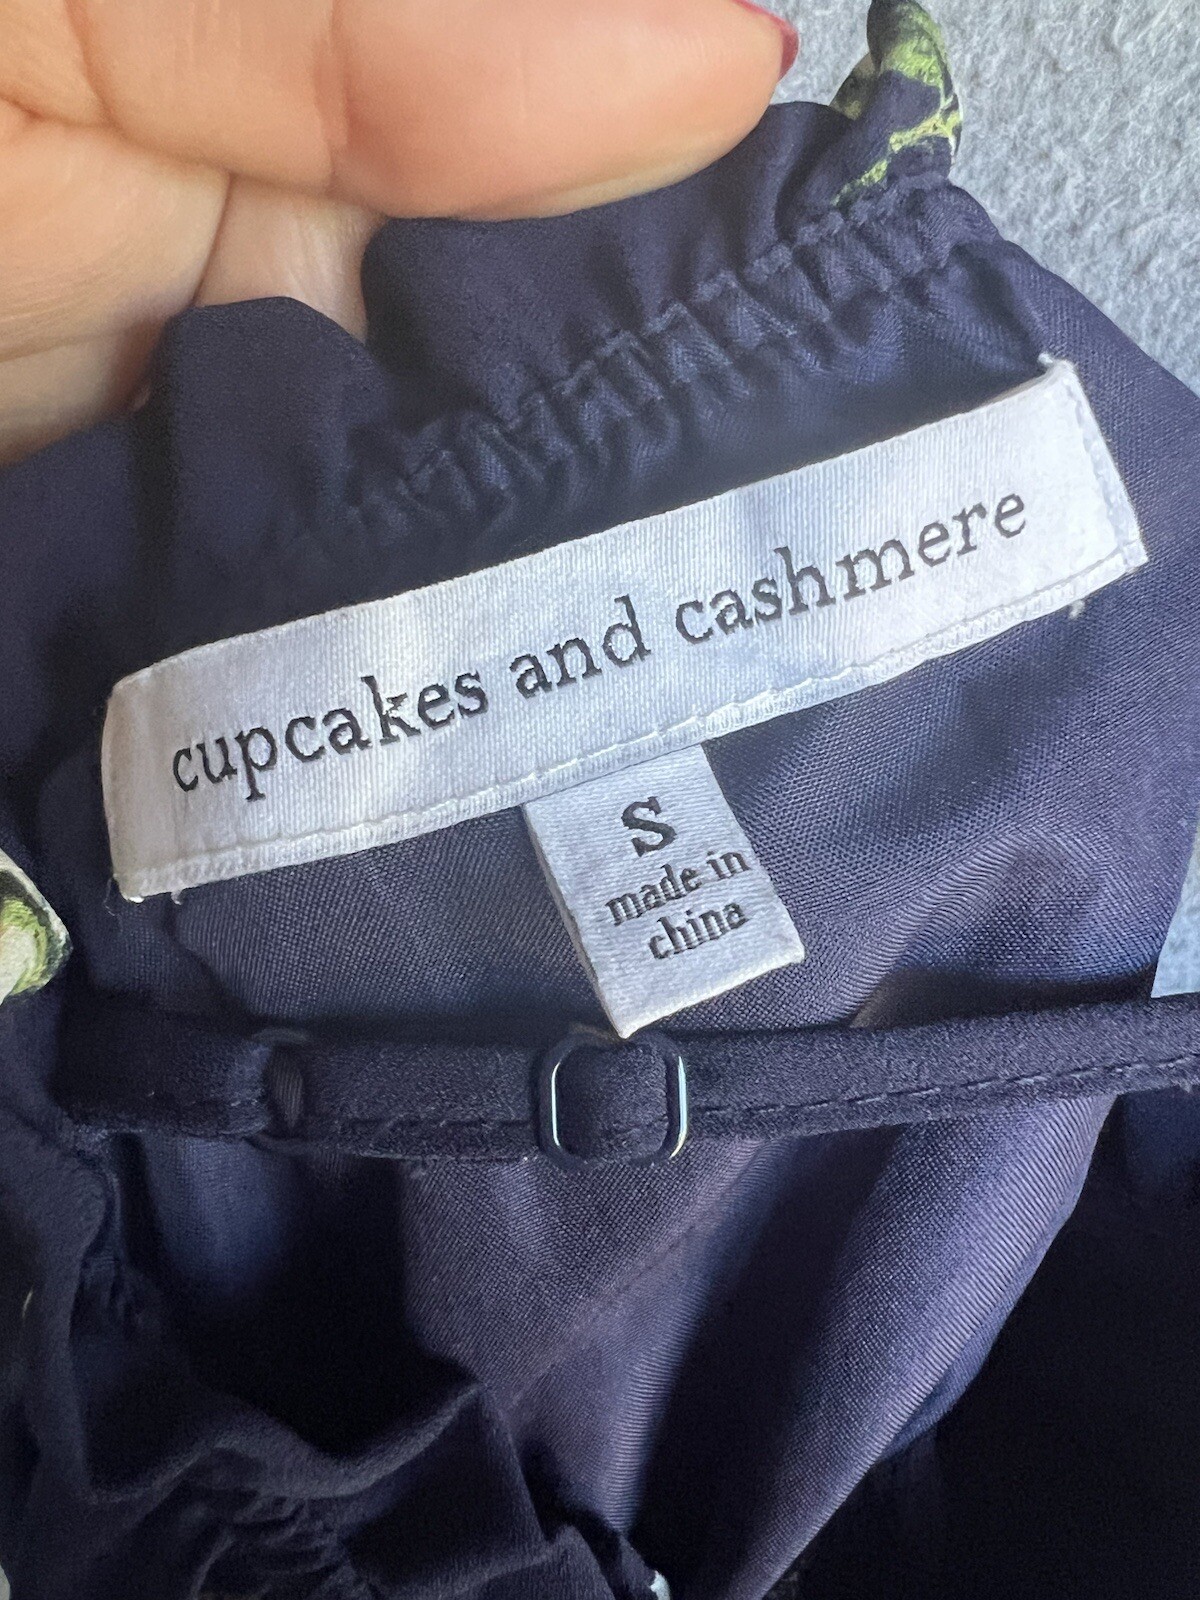 cupcakes and cashmere
S
made in
china